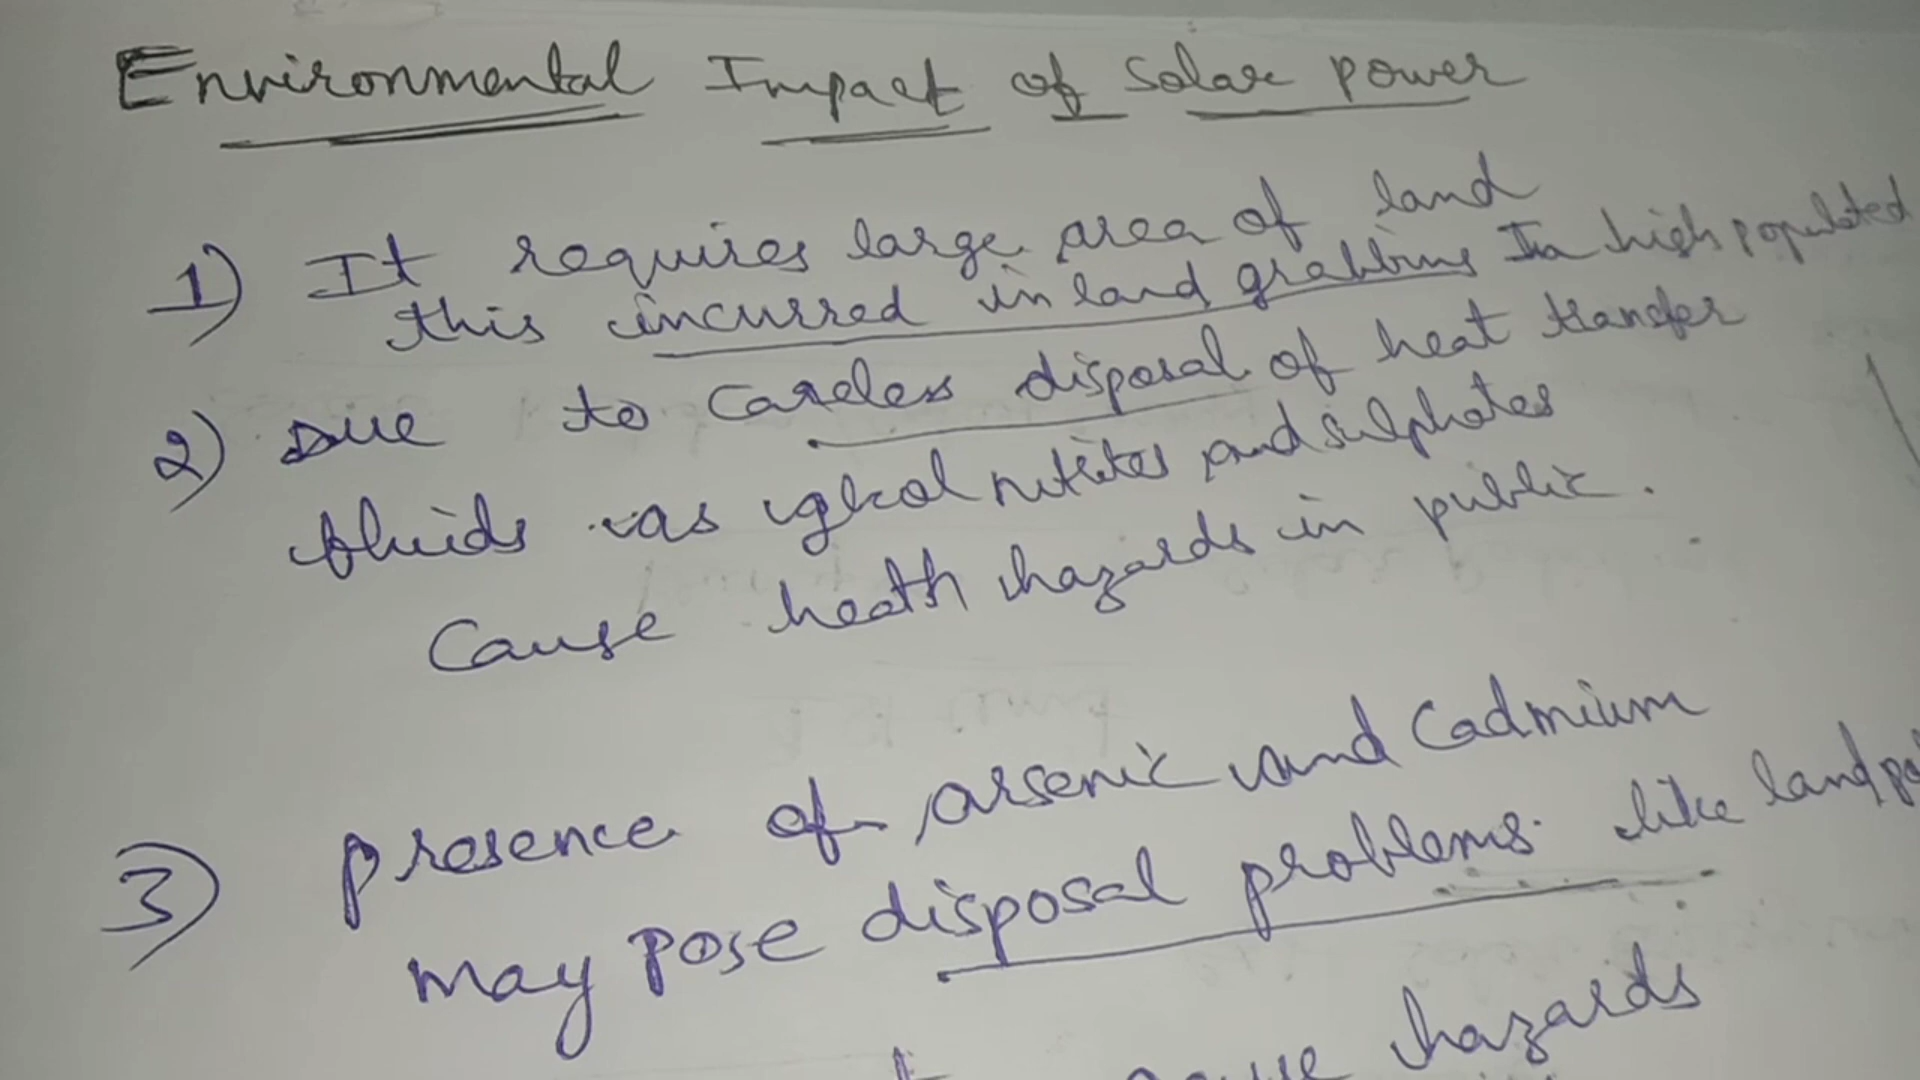 Environmental Impact of Solar power
1) It requires large area of land
this incurred in land grabbing In high populated
2) Due to Careless disposal of heat transfer
fluids as glycol nitrites and sulphates
Cause heath hazards in public.
3) presence of arsenic and Cadmium
may pose disposal problems. like land
hazards